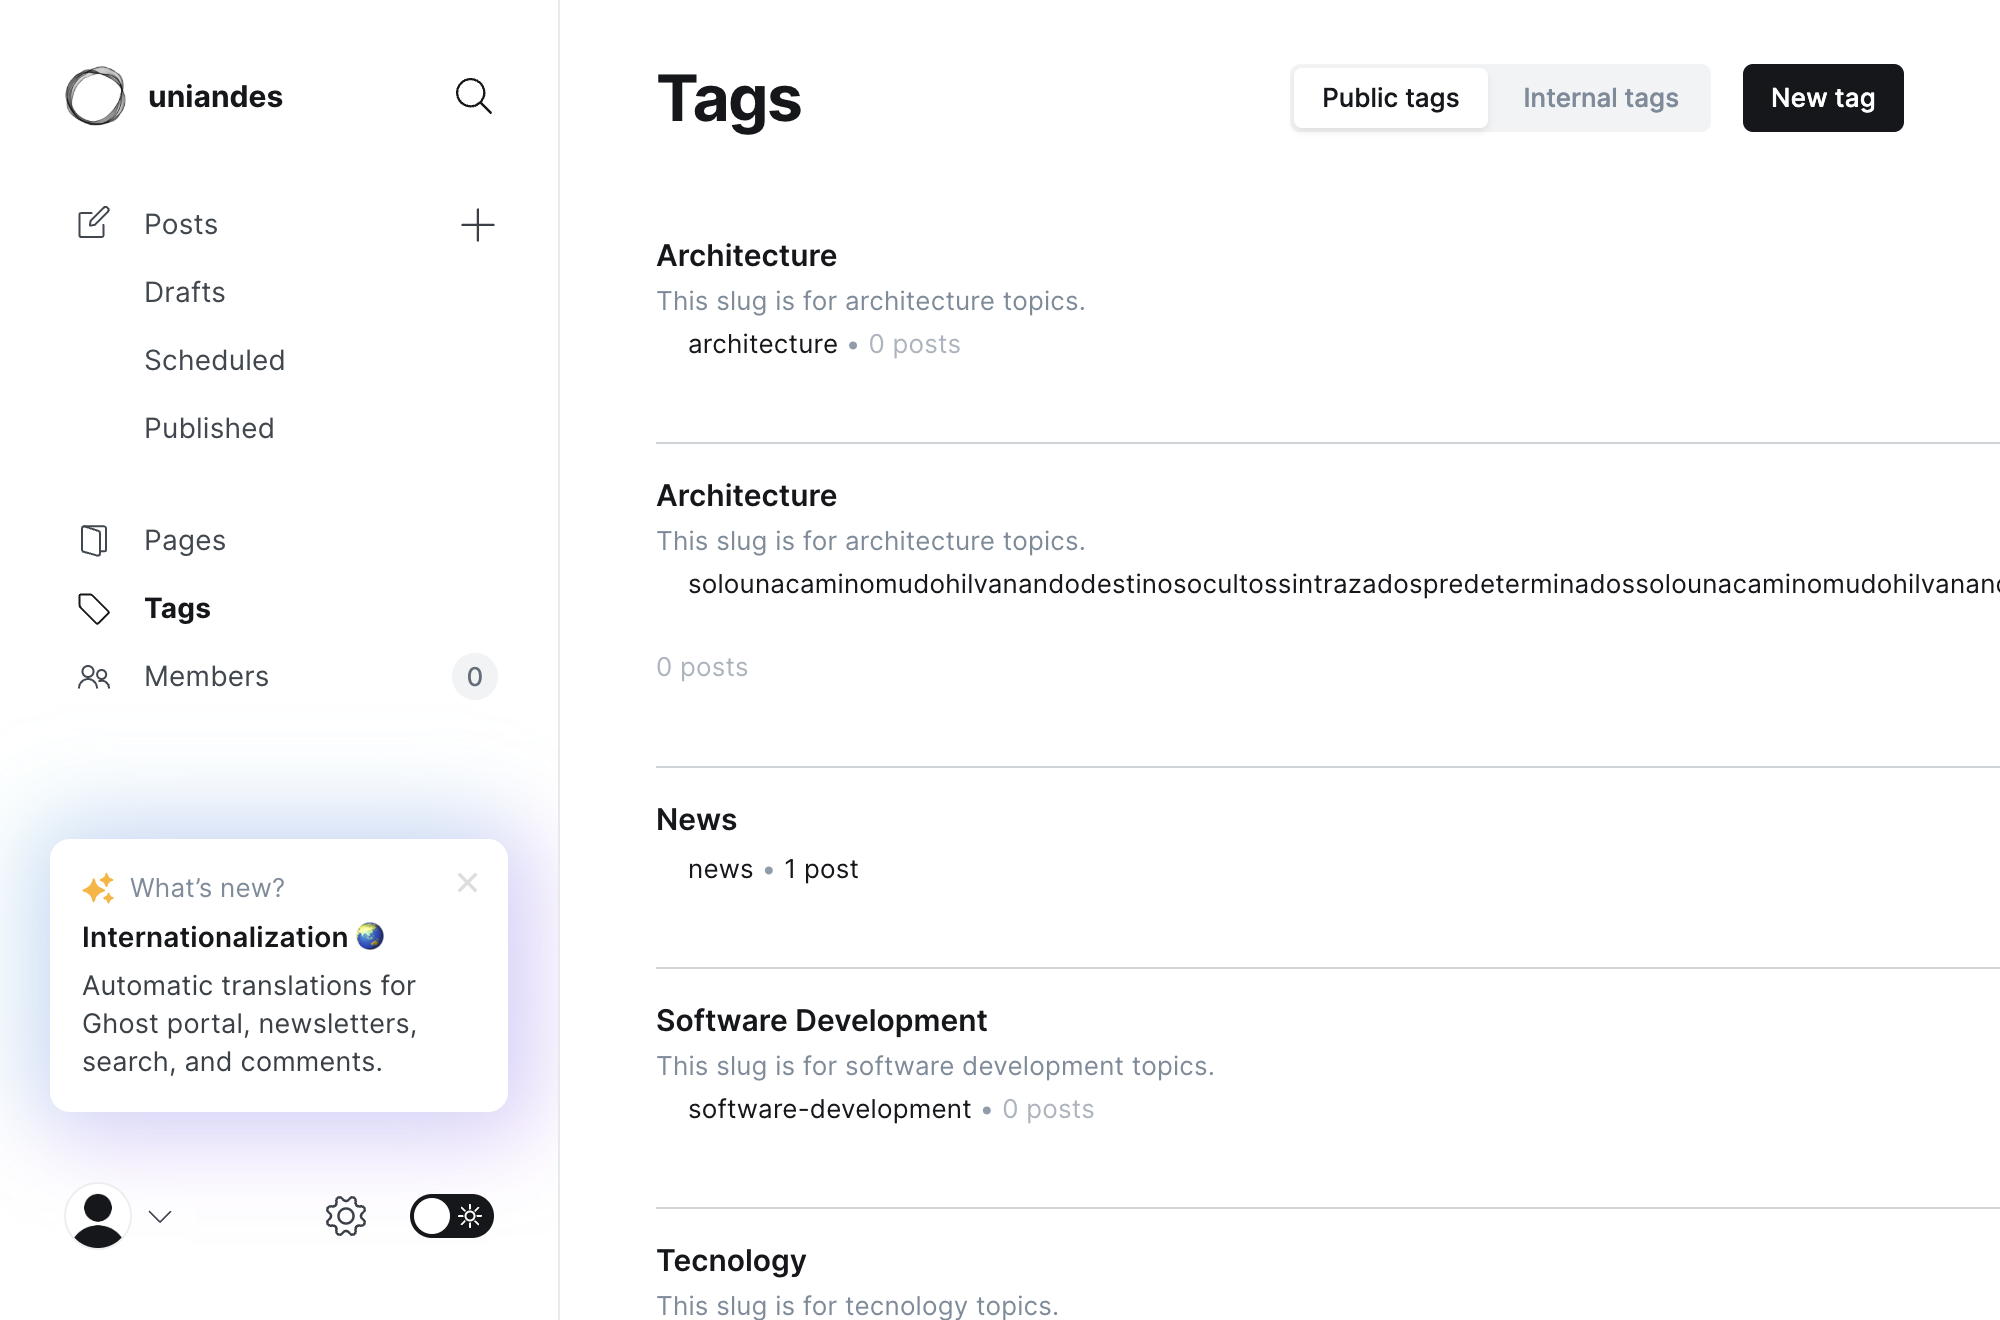 uniandes
Posts
Drafts
Scheduled
Published
Pages
Tags
Members
0
What's new?
Internationalization
Automatic translations for
Ghost portal, newsletters,
search, and comments.
Tags
Public tags
Internal tags
New tag
Architecture
This slug is for architecture topics.
architecture • 0 posts
Architecture
This slug is for architecture topics.
solounacaminomudohilvanandodestinosocultossintrazadospredeterminadossolounacaminomudohilvanan
0 posts
News
news • 1 post
Software Development
This slug is for software development topics.
software-development • 0 posts
Tecnology
This slug is for tecnology topics.